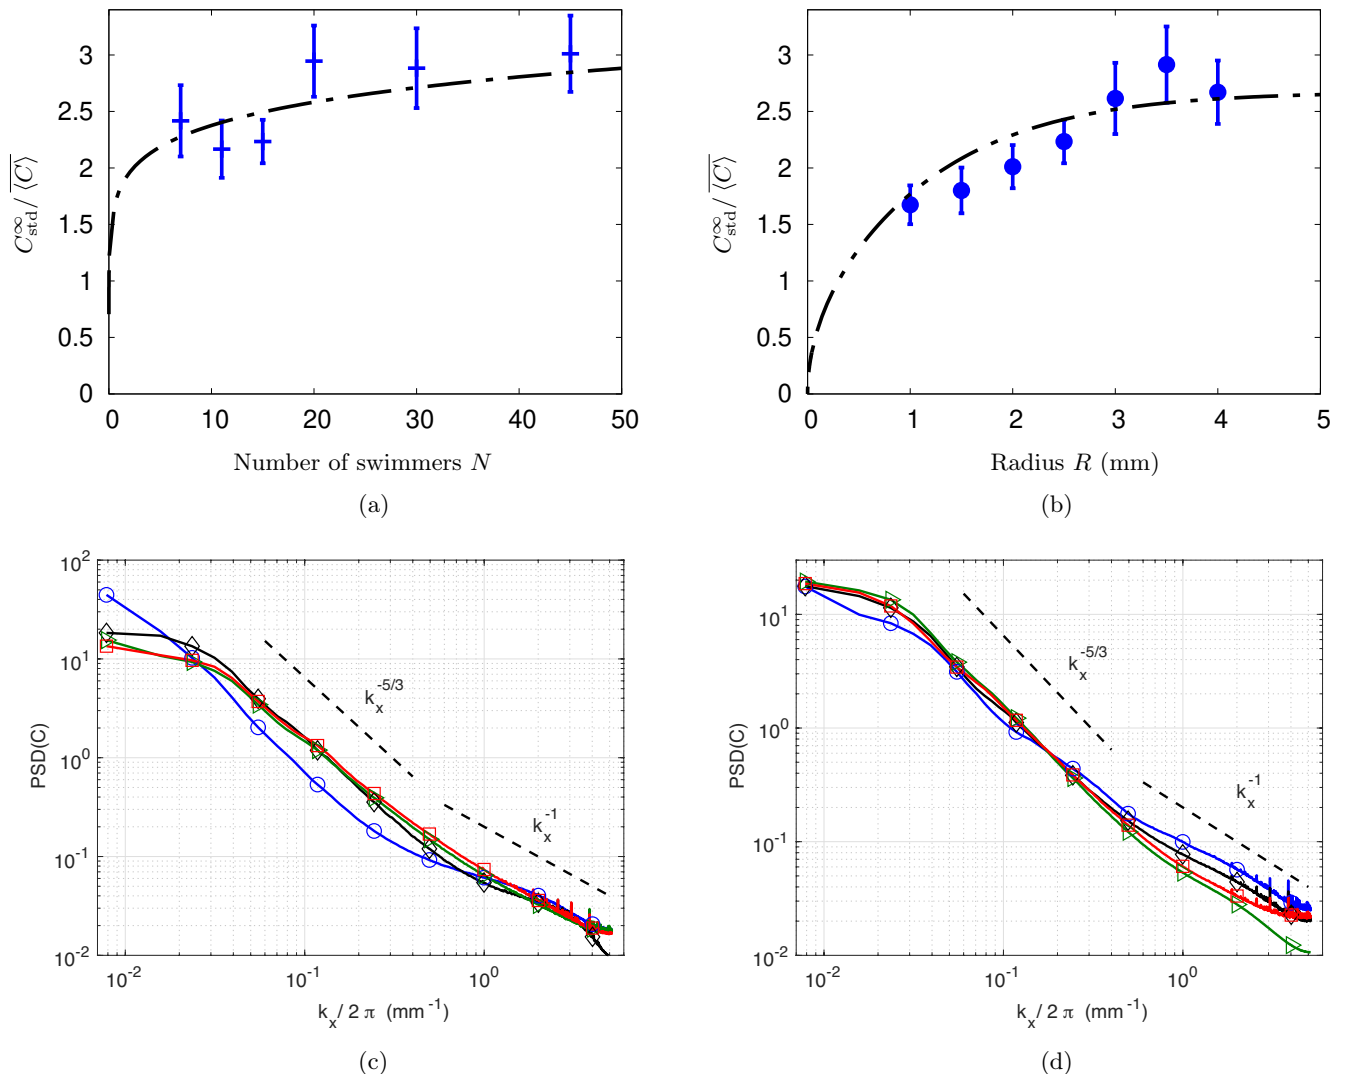 3
2.5
2
1.5
1
0.5
0
C_std^∞ / ⟨C⟩
0 10 20 30 40 50
Number of swimmers N
(a)
3
2.5
2
1.5
1
0.5
0
C_std^∞ / ⟨C⟩
0 1 2 3 4 5
Radius R (mm)
(b)
10^2
10^1
10^0
10^-1
10^-2
PSD(C)
k_x^-5/3
k_x^-1
10^-2 10^-1 10^0
k_x / 2 π (mm^-1)
(c)
10^1
10^0
10^-1
10^-2
PSD(C)
k_x^-5/3
k_x^-1
10^-2 10^-1 10^0
k_x / 2 π (mm^-1)
(d)